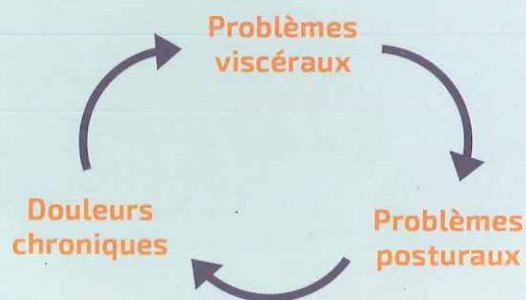 Problèmes
viscéraux
Problèmes
posturaux
Douleurs
chroniques